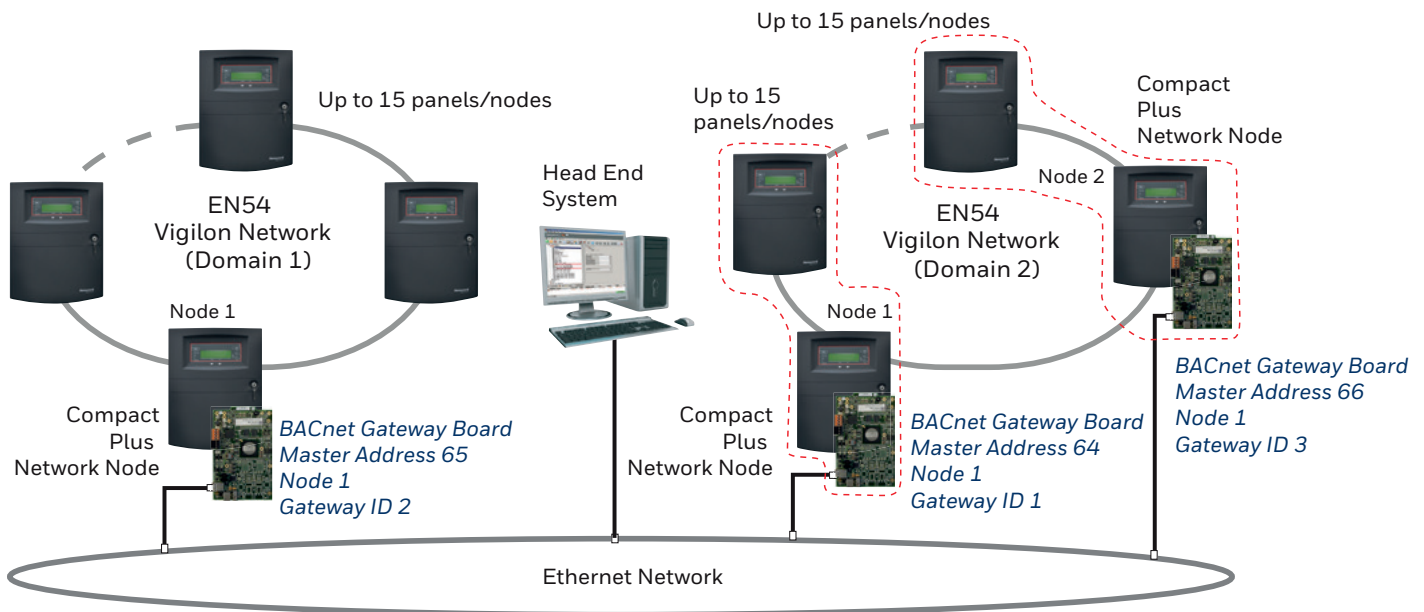 Up to 15 panels/nodes
Up to 15 panels/nodes
EN54
Vigilon Network
(Domain 1)
Node 1
Compact
Plus
Network Node
BACnet Gateway Board
Master Address 65
Node 1
Gateway ID 2
Head End
System
Up to 15
panels/nodes
Compact
Plus
Network Node
Node 2
EN54
Vigilon Network
(Domain 2)
Node 1
Compact
Plus
Network Node
BACnet Gateway Board
Master Address 64
Node 1
Gateway ID 1
BACnet Gateway Board
Master Address 66
Node 1
Gateway ID 3
Ethernet Network